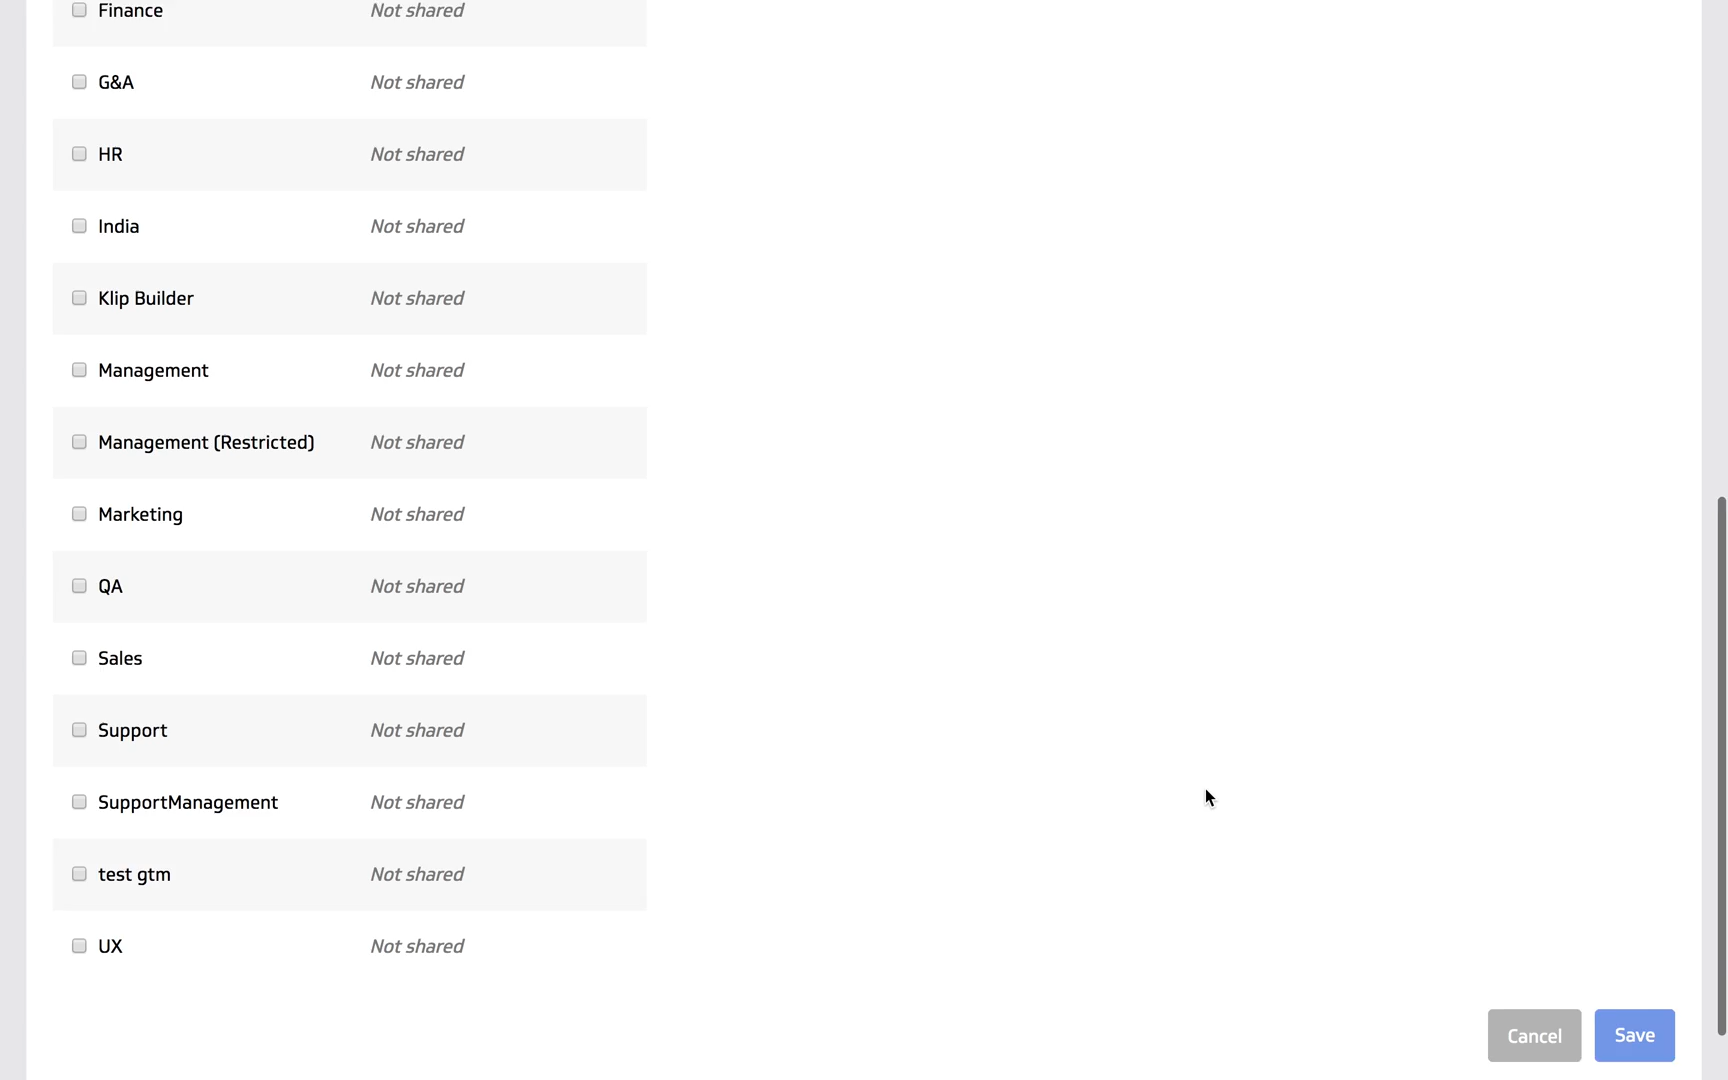 Finance Not shared
G&A Not shared
HR Not shared
India Not shared
Klip Builder Not shared
Management Not shared
Management (Restricted) Not shared
Marketing Not shared
QA Not shared
Sales Not shared
Support Not shared
SupportManagement Not shared
test gtm Not shared
UX Not shared
Cancel Save